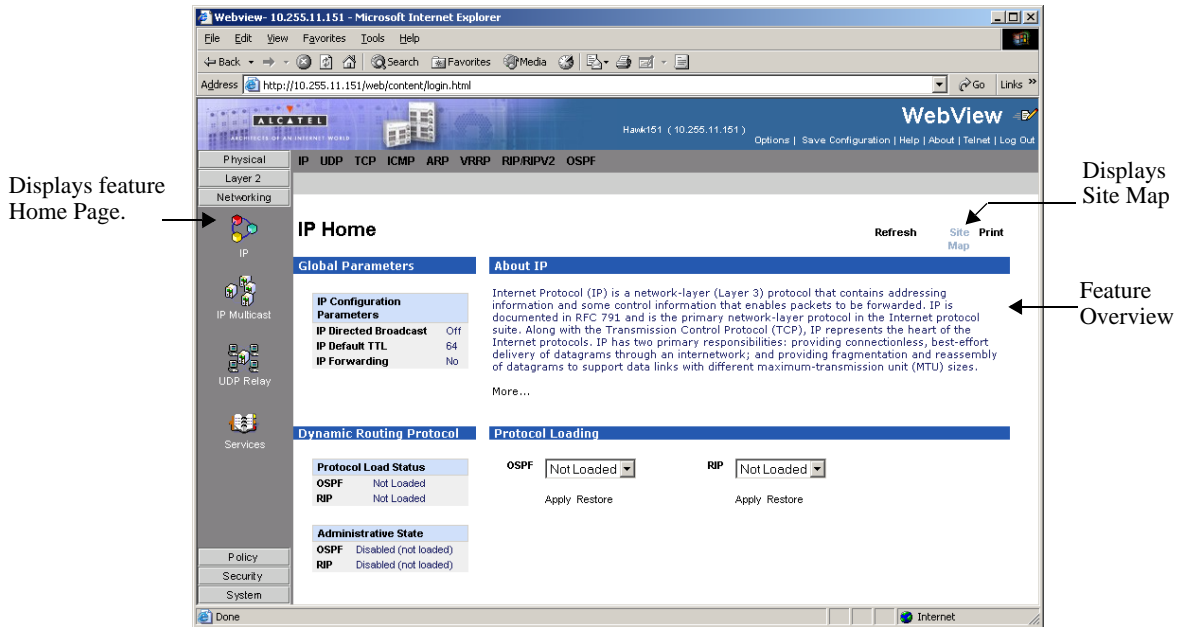 Webview- 10.255.11.151 - Microsoft Internet Explorer
File Edit View Favorites Tools Help
Back Search Favorites Media
Address http://10.255.11.151/web/content/login.html Go Links »
ALCATEL
ARCHITECTS OF AN INTERNET WORLD
Hawk151 ( 10.255.11.151 )
WebView
Options | Save Configuration | Help | About | Telnet | Log Out
Physical
Layer 2
Networking
IP UDP TCP ICMP ARP VRRP RIP/RIPV2 OSPF
Displays feature
Home Page.
Displays
Site Map
Feature
Overview
IP
IP Multicast
UDP Relay
Services
Policy
Security
System
IP Home
Refresh Site Map Print
Global Parameters
IP Configuration
Parameters
IP Directed Broadcast Off
IP Default TTL 64
IP Forwarding No
About IP
Internet Protocol (IP) is a network-layer (Layer 3) protocol that contains addressing
information and some control information that enables packets to be forwarded. IP is
documented in RFC 791 and is the primary network-layer protocol in the Internet protocol
suite. Along with the Transmission Control Protocol (TCP), IP represents the heart of the
Internet protocols. IP has two primary responsibilities: providing connectionless, best-effort
delivery of datagrams through an internetwork; and providing fragmentation and reassembly
of datagrams to support data links with different maximum-transmission unit (MTU) sizes.
More...
Dynamic Routing Protocol
Protocol Load Status
OSPF Not Loaded
RIP Not Loaded
Administrative State
OSPF Disabled (not loaded)
RIP Disabled (not loaded)
Protocol Loading
OSPF Not Loaded RIP Not Loaded
Apply Restore Apply Restore
Done Internet